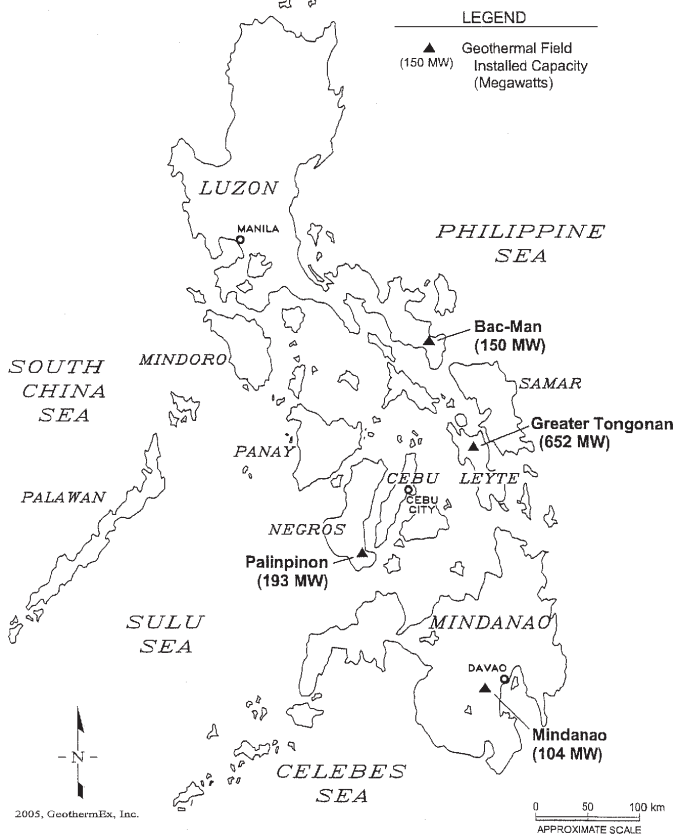 LEGEND
(150 MW)
Geothermal Field
Installed Capacity
(Megawatts)
LUZON
MANILA
PHILIPPINE
SEA
Bac-Man
(150 MW)
MINDORO
SOUTH
CHINA
SEA
SAMAR
Greater Tongonan
(652 MW)
PANAY
CEBU
LEYTE
PALAWAN
CEBU
CITY
NEGROS
Palinpinon
(193 MW)
SULU
SEA
MINDANAO
DAVAO
Mindanao
(104 MW)
N
CELEBES
SEA
2005, GeothermEx, Inc.
0 50 100 km
APPROXIMATE SCALE